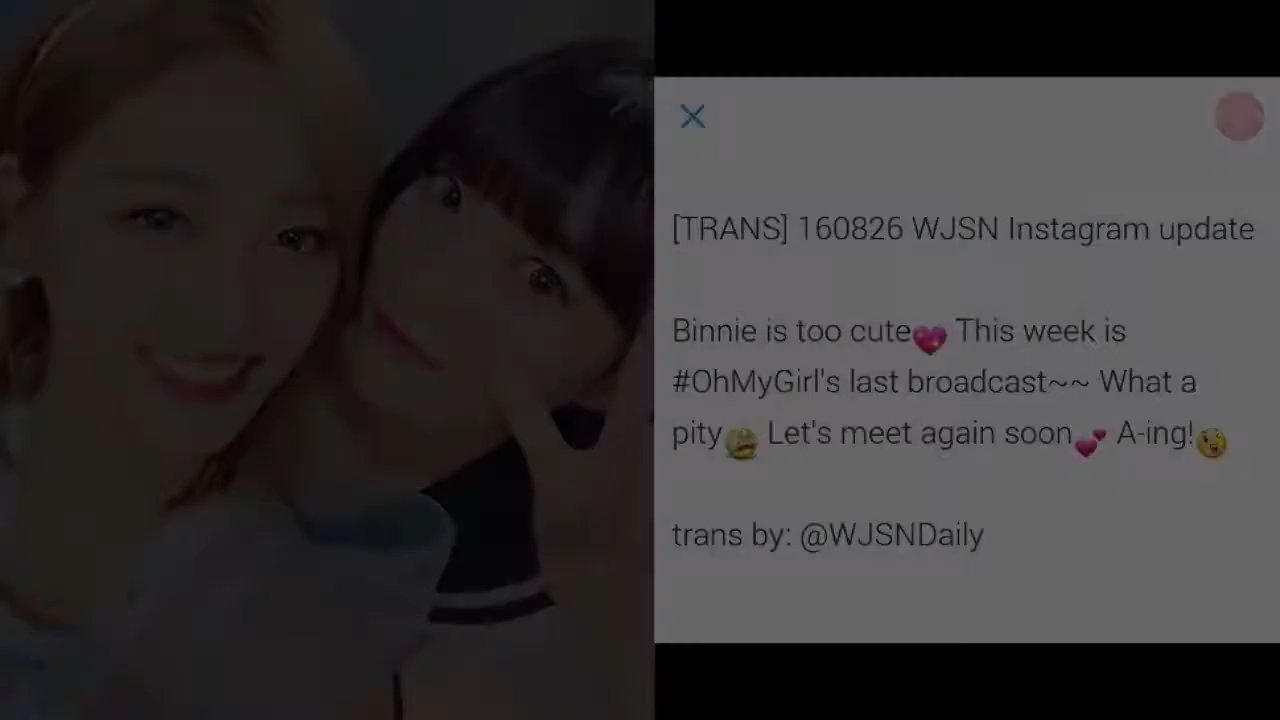 [TRANS] 160826 WJSN Instagram update
Binnie is too cute💖 This week is
#OhMyGirl's last broadcast~~ What a
pity😭 Let's meet again soon💕 A-ing!😉
trans by: @WJSNDaily